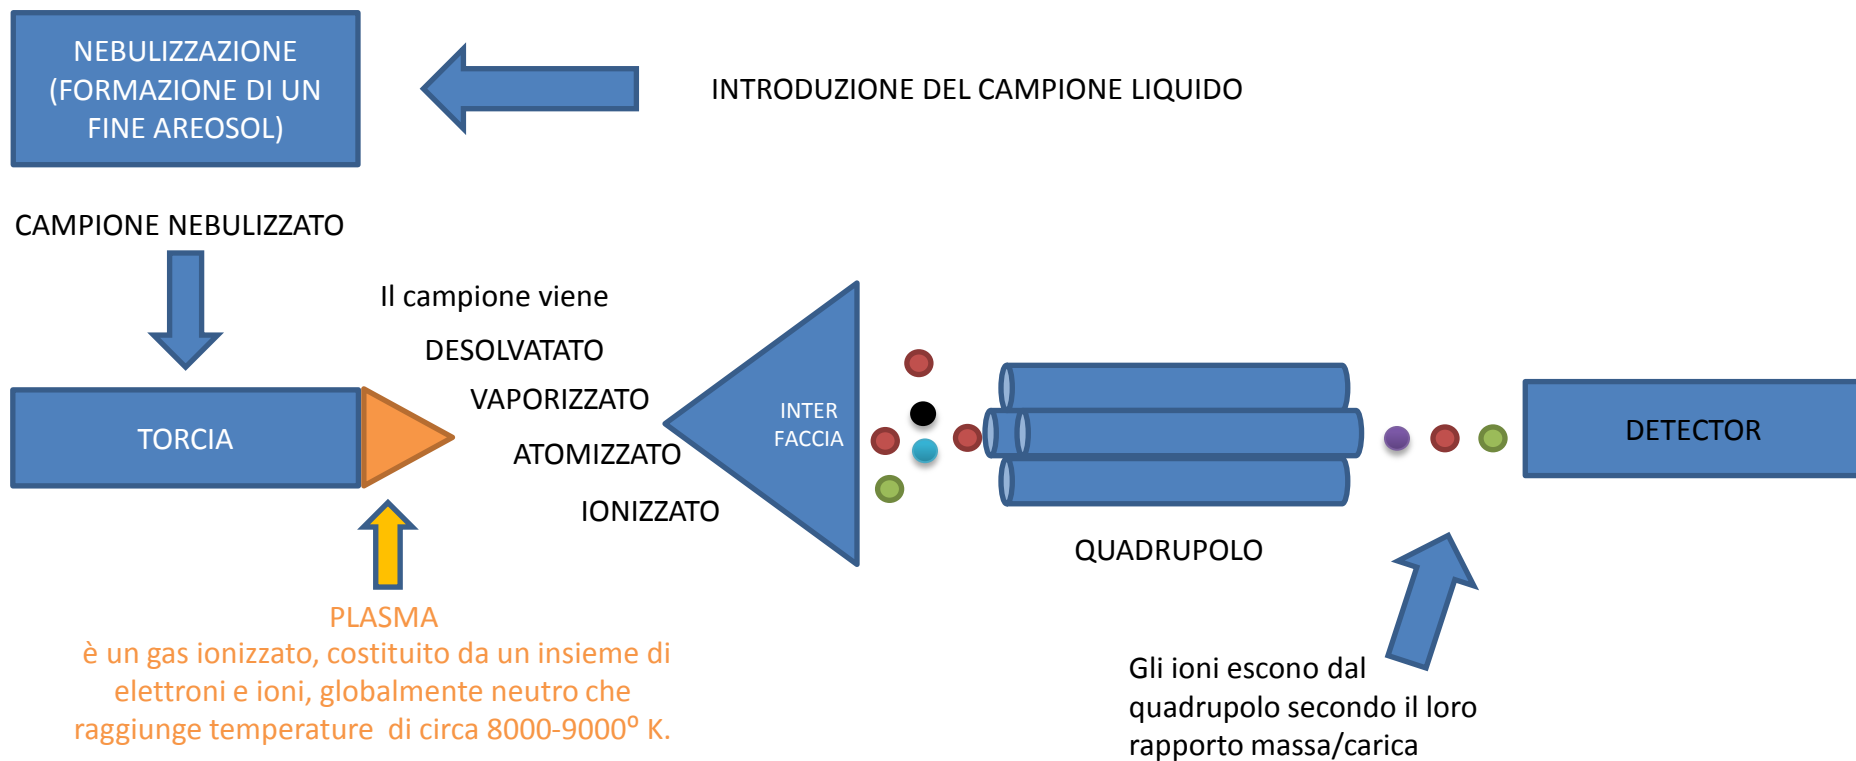 NEBULIZZAZIONE
(FORMAZIONE DI UN
FINE AREOSOL)
INTRODUZIONE DEL CAMPIONE LIQUIDO
CAMPIONE NEBULIZZATO
Il campione viene
DESOLVATATO
VAPORIZZATO
ATOMIZZATO
IONIZZATO
TORCIA
INTER
FACCIA
DETECTOR
QUADRUPOLO
PLASMA
è un gas ionizzato, costituito da un insieme di
elettroni e ioni, globalmente neutro che
raggiunge temperature di circa 8000-9000⁰ K.
Gli ioni escono dal
quadrupolo secondo il loro
rapporto massa/carica